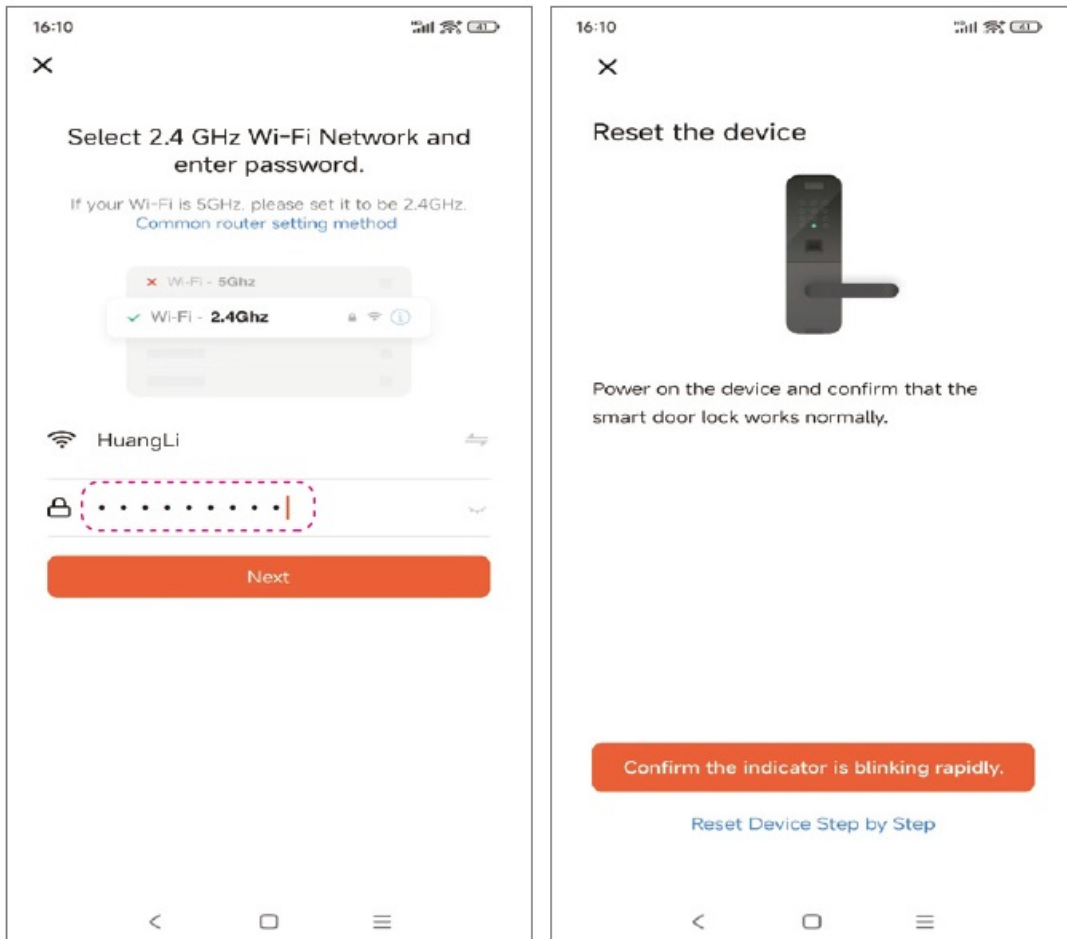 16:10
41
Select 2.4 GHz Wi-Fi Network and
enter password.
If your Wi-Fi is 5GHz, please set it to be 2.4GHz.
Common router setting method
Wi-Fi - 5Ghz
Wi-Fi - 2.4Ghz
HuangLi
Next
16:10
41
Reset the device
Power on the device and confirm that the
smart door lock works normally.
Confirm the indicator is blinking rapidly.
Reset Device Step by Step